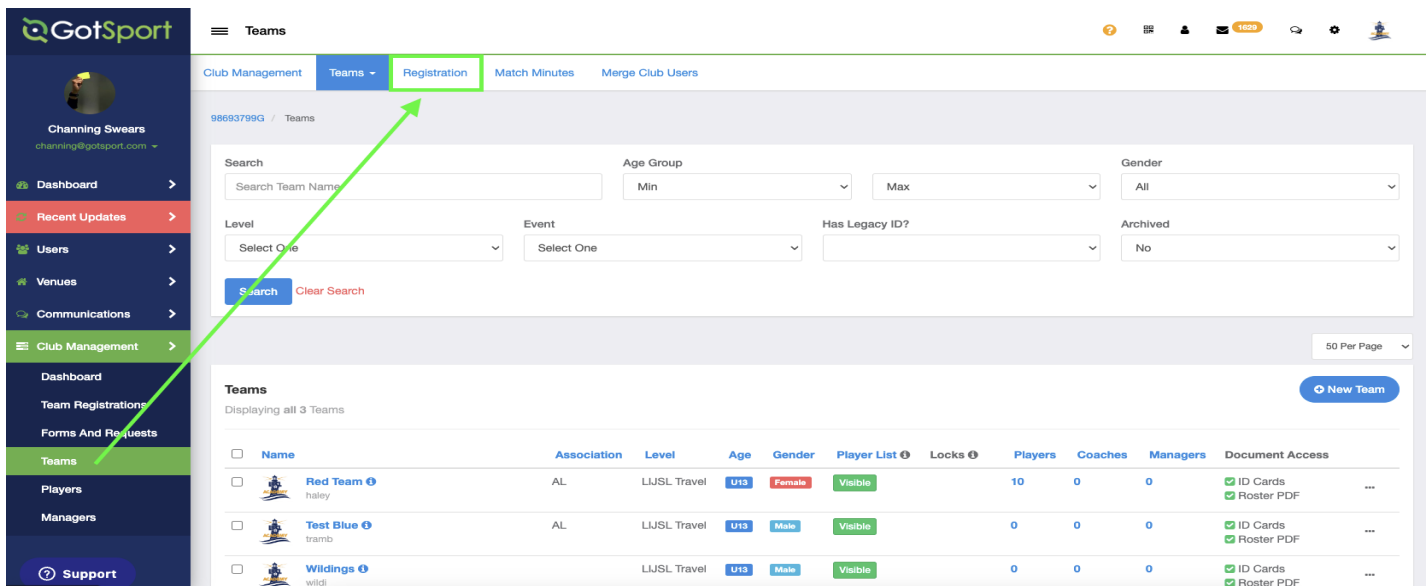 GotSport
Teams
1629
Channing Swears
channing@gotsport.com
Dashboard
Recent Updates
Users
Venues
Communications
Club Management
Dashboard
Team Registrations
Forms And Requests
Teams
Players
Managers
Support
Club Management Teams Registration Match Minutes Merge Club Users
98693799G / Teams
Search Age Group Gender
Search Team Name Min Max All
Level Event Has Legacy ID? Archived
Select One Select One No
Search Clear Search
50 Per Page
Teams
New Team
Displaying all 3 Teams
Name Association Level Age Gender Player List Locks Players Coaches Managers Document Access
Red Team AL LIJSL Travel U13 Female Visible 10 0 0 ID Cards
haley Roster PDF
Test Blue AL LIJSL Travel U13 Male Visible 0 0 0 ID Cards
tramb Roster PDF
Wildings LIJSL Travel U13 Male Visible 0 0 0 ID Cards
wildi Roster PDF